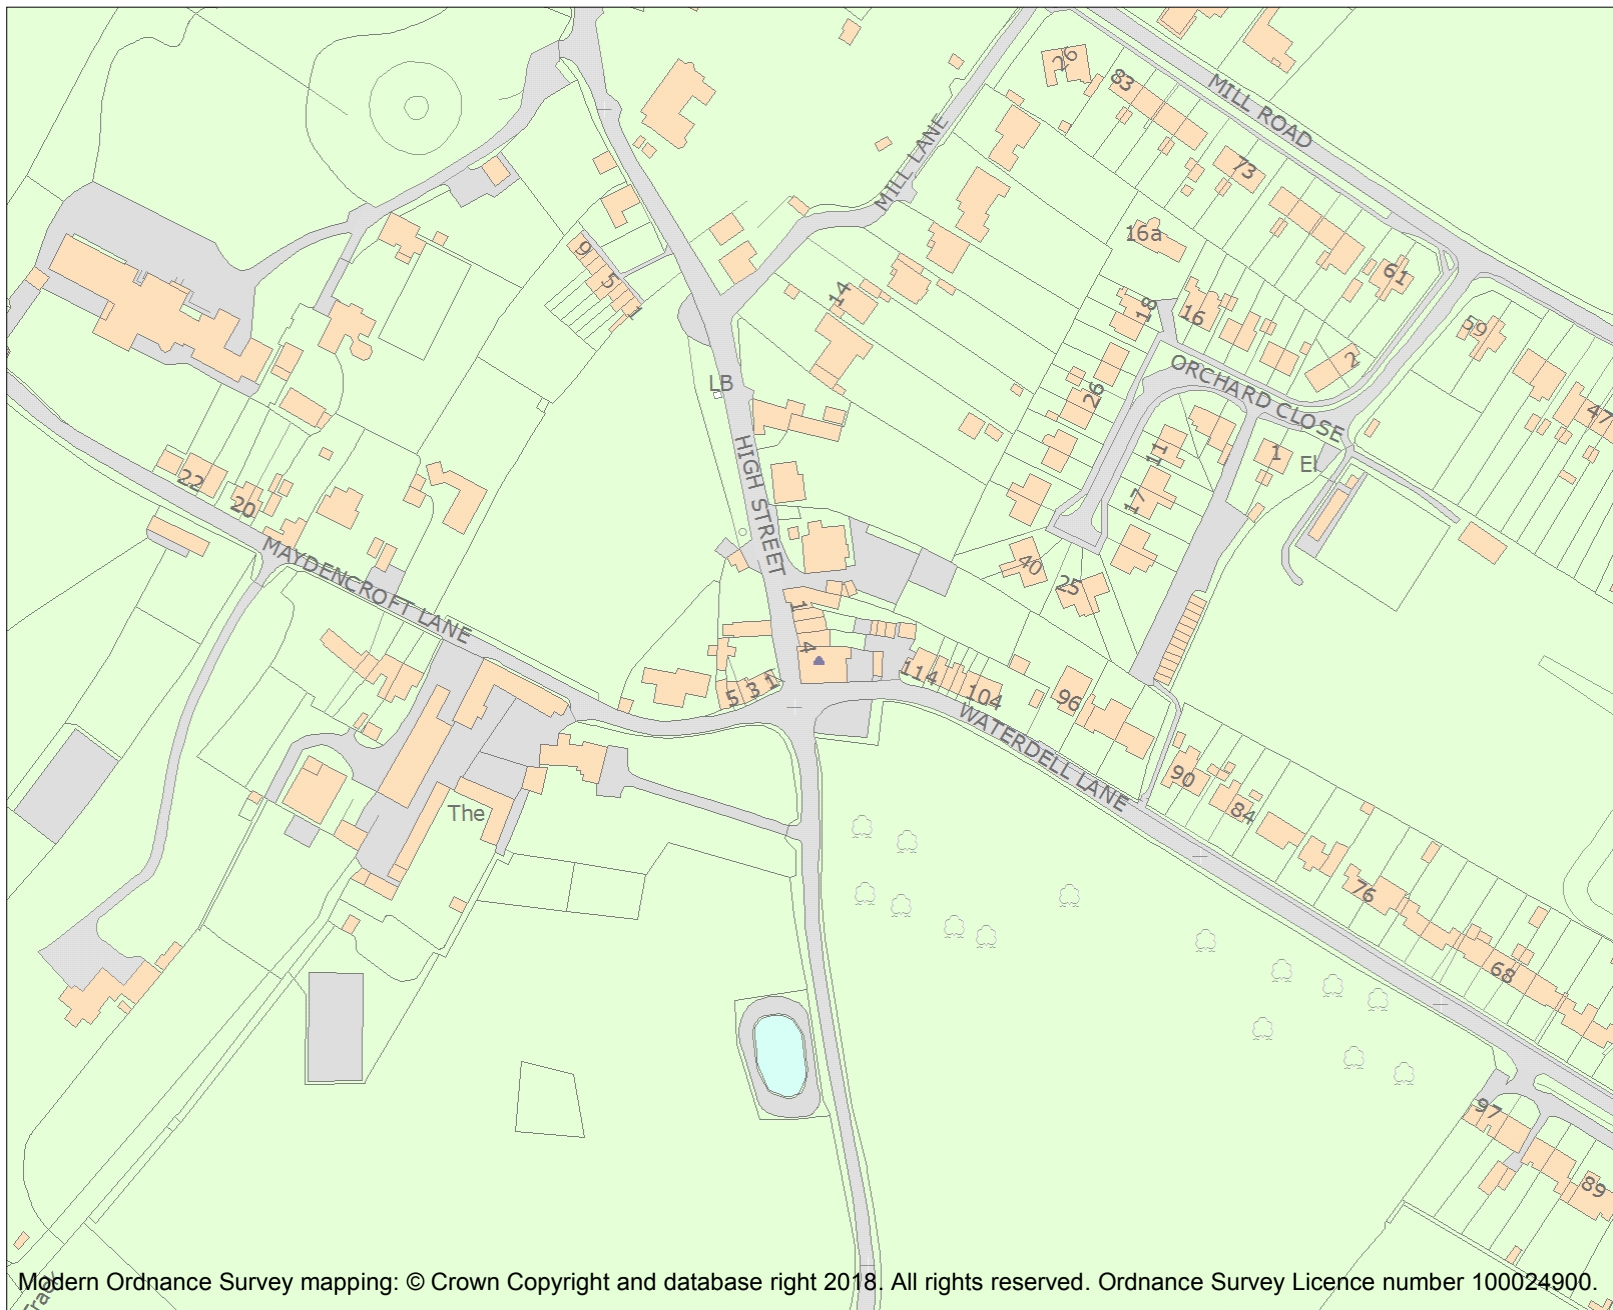 26
83
MILL ROAD
MILL LANE
73
16a
61
9
5
1
14
18
16
59
2
LB
ORCHARD CLOSE
26
47
HIGH STREET
11
1
El
22
20
17
MAYDENCROFT LANE
40
25
1
4
114
104
96
5
3
1
WATERDELL LANE
90
84
The
76
68
97
89
Track
Modern Ordnance Survey mapping: © Crown Copyright and database right 2018. All rights reserved. Ordnance Survey Licence number 100024900.